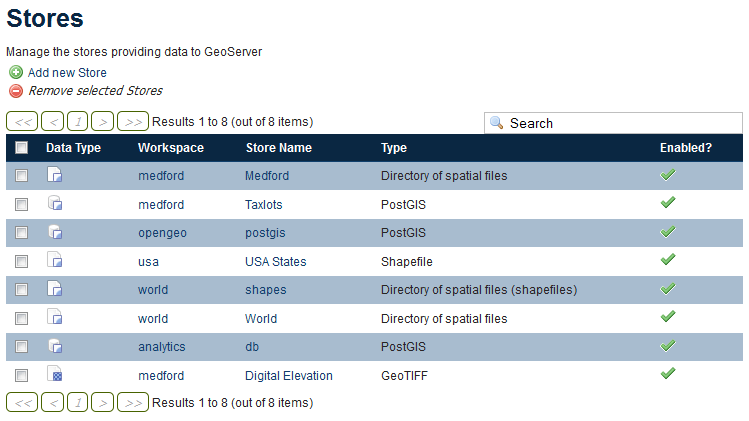 Stores
Manage the stores providing data to GeoServer
Add new Store
Remove selected Stores
<< < 1 > >> Results 1 to 8 (out of 8 items) Search
Data Type Workspace Store Name Type Enabled?
medford Medford Directory of spatial files
medford Taxlots PostGIS
opengeo postgis PostGIS
usa USA States Shapefile
world shapes Directory of spatial files (shapefiles)
world World Directory of spatial files
analytics db PostGIS
medford Digital Elevation GeoTIFF
<< < 1 > >> Results 1 to 8 (out of 8 items)